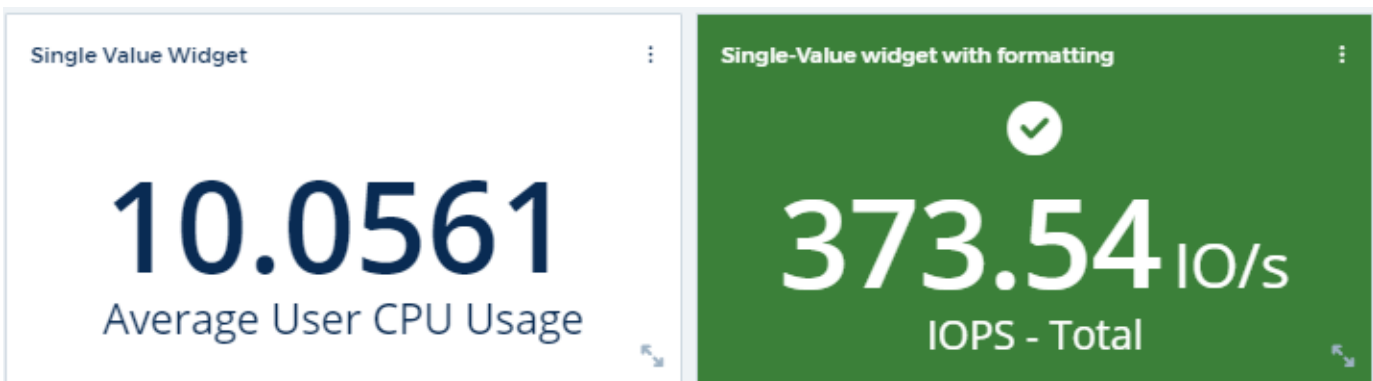 Single Value Widget
10.0561
Average User CPU Usage
Single-Value widget with formatting
373.54 IO/s
IOPS - Total